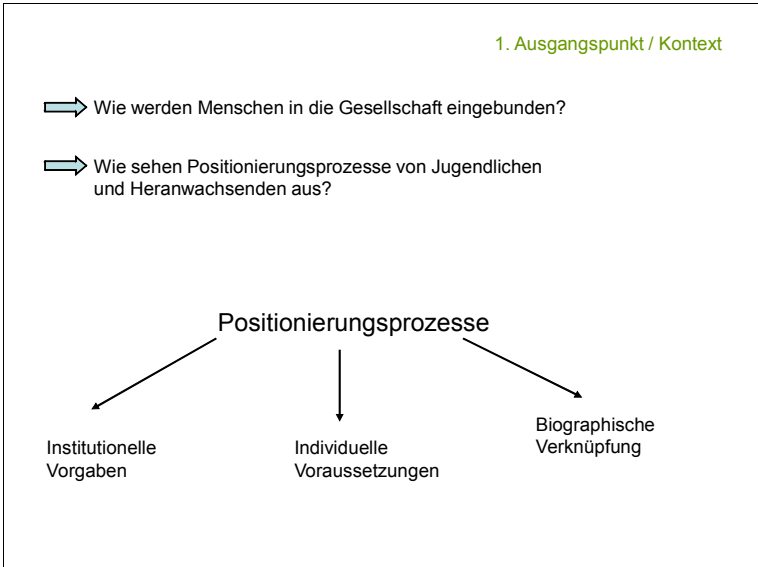 1. Ausgangspunkt / Kontext
Wie werden Menschen in die Gesellschaft eingebunden?
Wie sehen Positionierungsprozesse von Jugendlichen
und Heranwachsenden aus?
Positionierungsprozesse
Institutionelle
Vorgaben
Individuelle
Voraussetzungen
Biographische
Verknüpfung